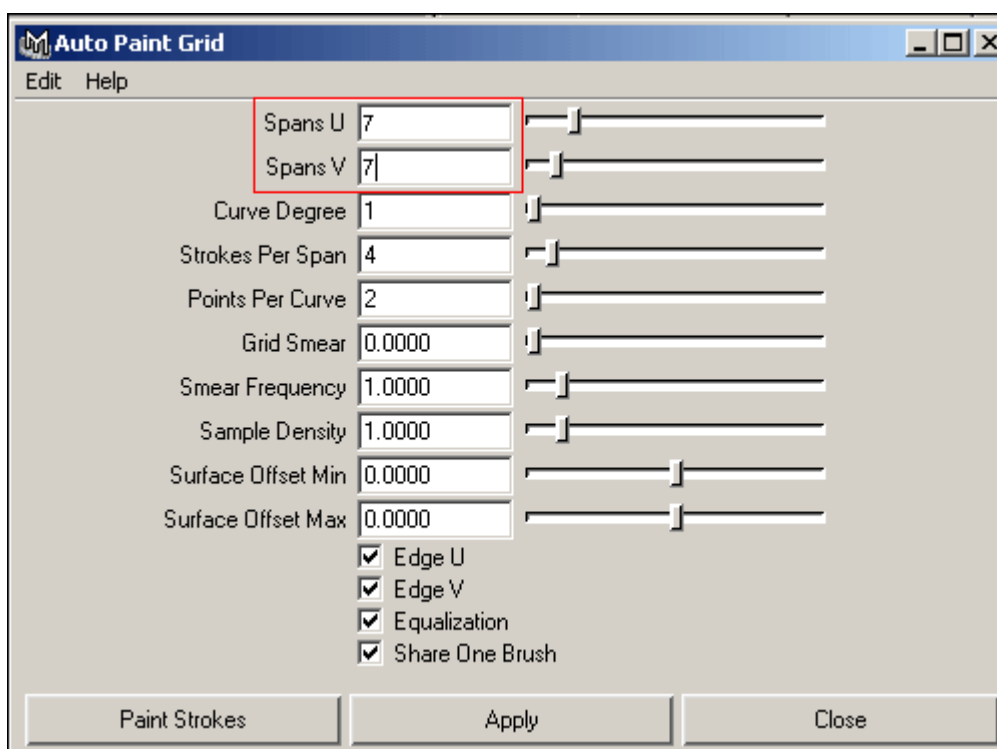 Auto Paint Grid
Edit Help
Spans U 7
Spans V 7
Curve Degree 1
Strokes Per Span 4
Points Per Curve 2
Grid Smear 0.0000
Smear Frequency 1.0000
Sample Density 1.0000
Surface Offset Min 0.0000
Surface Offset Max 0.0000
Edge U
Edge V
Equalization
Share One Brush
Paint Strokes Apply Close